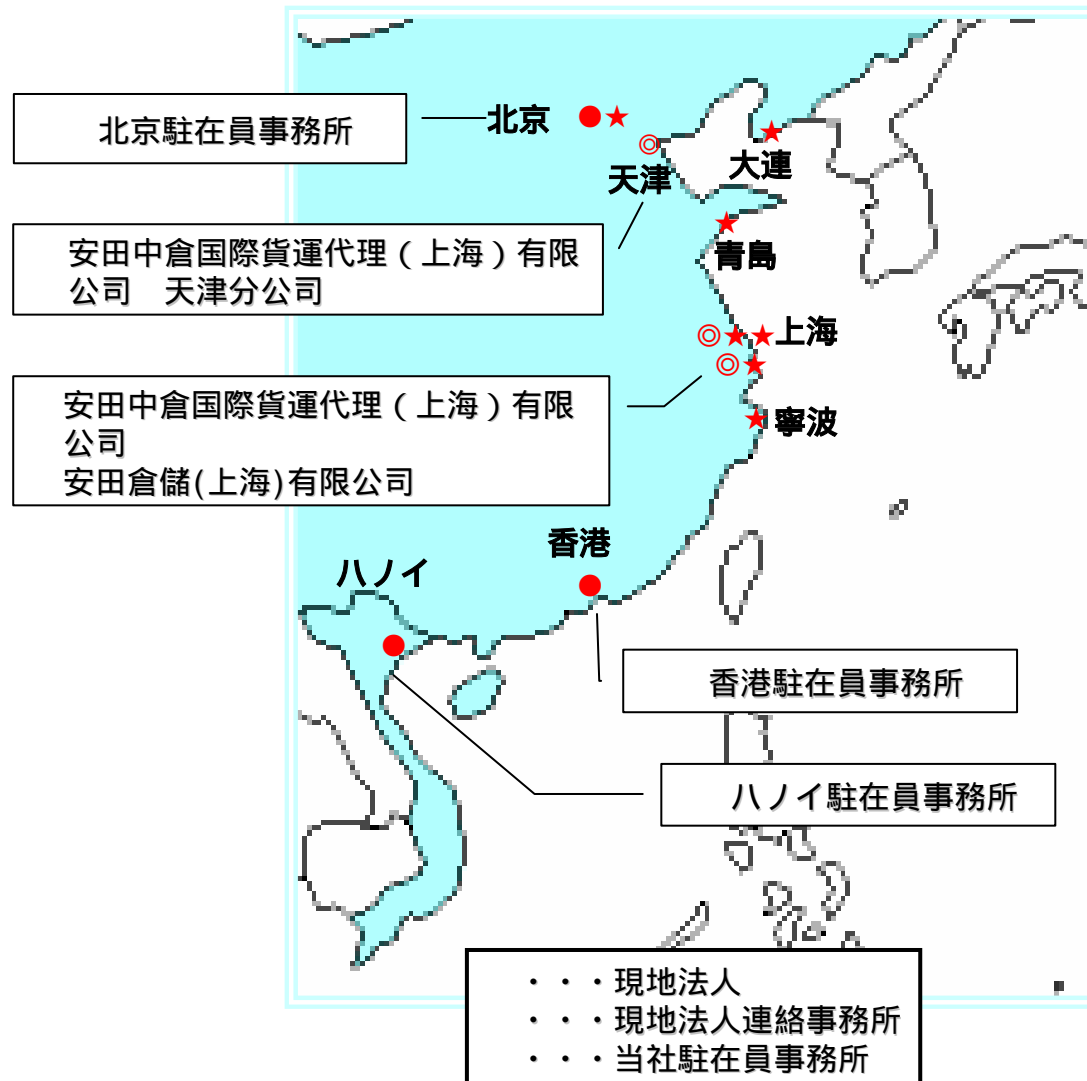 北京駐在員事務所
北京
天津
大連
安田中倉国際貨運代理（上海）有限
公司　天津分公司
青島
上海
安田中倉国際貨運代理（上海）有限
公司
安田倉儲(上海)有限公司
寧波
香港
ハノイ
香港駐在員事務所
ハノイ駐在員事務所
・・・現地法人
・・・現地法人連絡事務所
・・・当社駐在員事務所